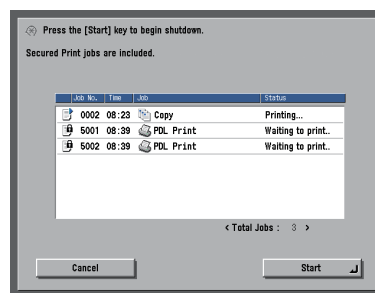 Press the [Start] key to begin shutdown.
Secured Print jobs are included.
Job No. Time Job Status
0002 08:23 Copy Printing...
5001 08:39 PDL Print Waiting to print..
5002 08:39 PDL Print Waiting to print..
< Total Jobs : 3 >
Cancel Start